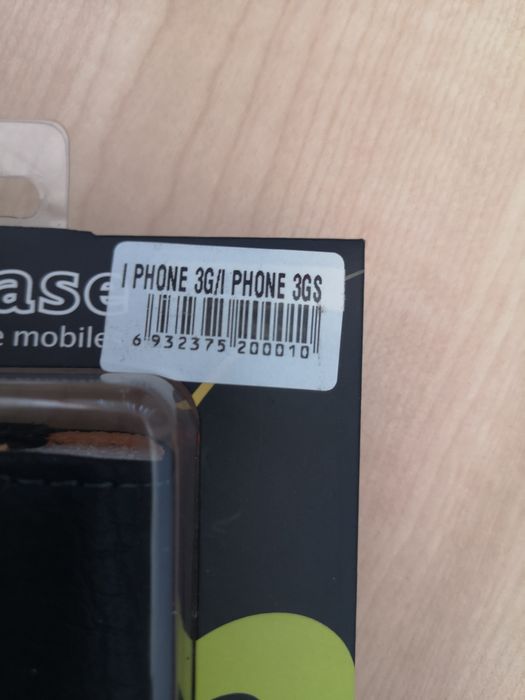 ase
I PHONE 3G/I PHONE 3GS
e mobile
6 932375 200010